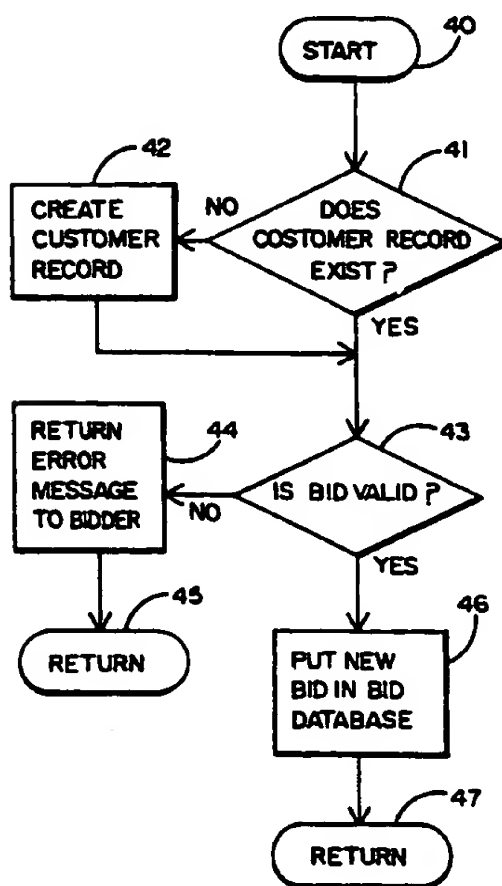 40
START
42
41
CREATE
CUSTOMER
RECORD
NO
DOES
COSTOMER RECORD
EXIST?
YES
RETURN
ERROR
MESSAGE
TO BIDDER
44
43
IS BID VALID?
NO
YES
45
RETURN
46
PUT NEW
BID IN BID
DATABASE
47
RETURN